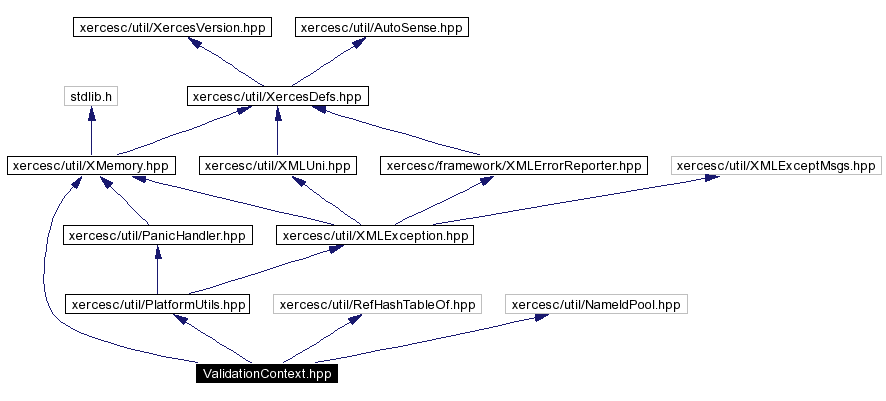 xercesc/util/XercesVersion.hpp
xercesc/util/AutoSense.hpp
stdlib.h
xercesc/util/XercesDefs.hpp
xercesc/util/XMemory.hpp
xercesc/util/XMLUni.hpp
xercesc/framework/XMLErrorReporter.hpp
xercesc/util/XMLExceptMsgs.hpp
xercesc/util/PanicHandler.hpp
xercesc/util/XMLException.hpp
xercesc/util/PlatformUtils.hpp
xercesc/util/RefHashTableOf.hpp
xercesc/util/NameIdPool.hpp
ValidationContext.hpp